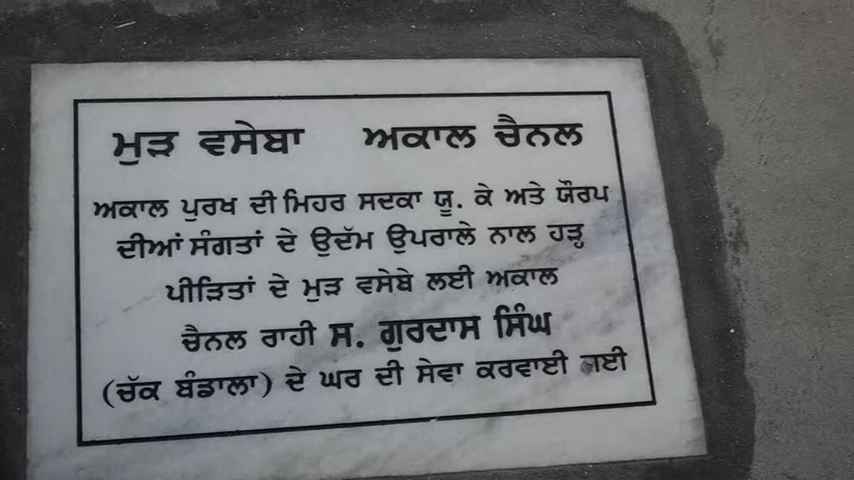 ਮੁੜ ਵਸੇਬਾ ਅਕਾਲ ਚੈਨਲ
ਅਕਾਲ ਪੁਰਖ ਦੀ ਮਿਹਰ ਸਦਕਾ ਯੂ. ਕੇ ਅਤੇ ਯੌਰਪ
ਦੀਆਂ ਸੰਗਤਾਂ ਦੇ ਉਦੱਮ ਉਪਰਾਲੇ ਨਾਲ ਹੜ੍ਹ
ਪੀੜਿਤਾਂ ਦੇ ਮੁੜ ਵਸੇਬੇ ਲਈ ਅਕਾਲ
ਚੈਨਲ ਰਾਹੀ ਸ. ਗੁਰਦਾਸ ਸਿੰਘ
(ਚੱਕ ਬੰਡਾਲਾ) ਦੇ ਘਰ ਦੀ ਸੇਵਾ ਕਰਵਾਈ ਗਈ